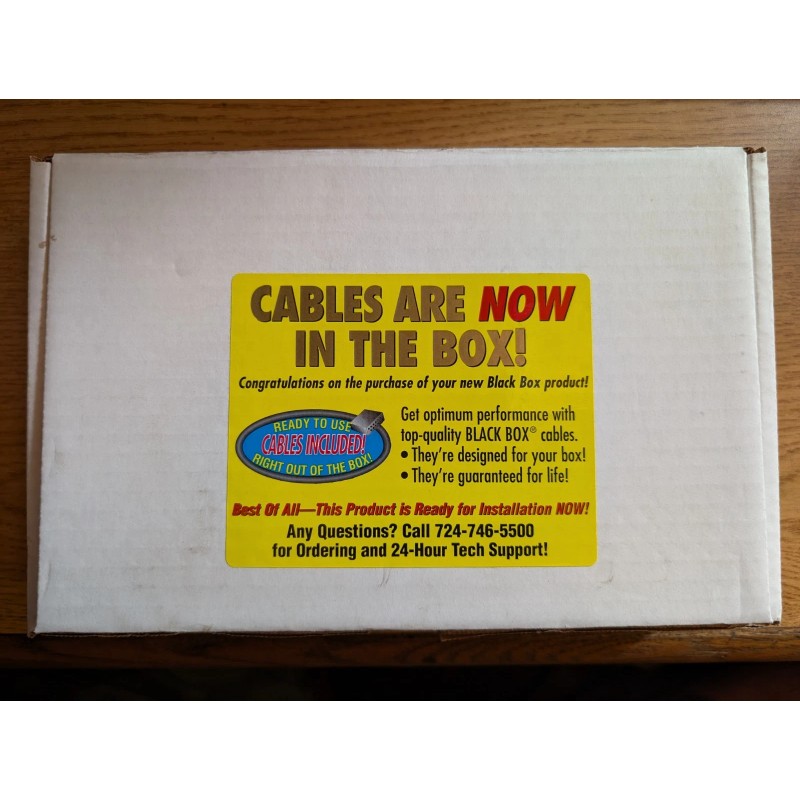 CABLES ARE NOW
IN THE BOX!
Congratulations on the purchase of your new Black Box product!
READY TO USE
CABLES INCLUDED!
RIGHT OUT OF THE BOX!
Get optimum performance with
top-quality BLACK BOX® cables.
• They're designed for your box!
• They're guaranteed for life!
Best Of All—This Product is Ready for Installation NOW!
Any Questions? Call 724-746-5500
for Ordering and 24-Hour Tech Support!